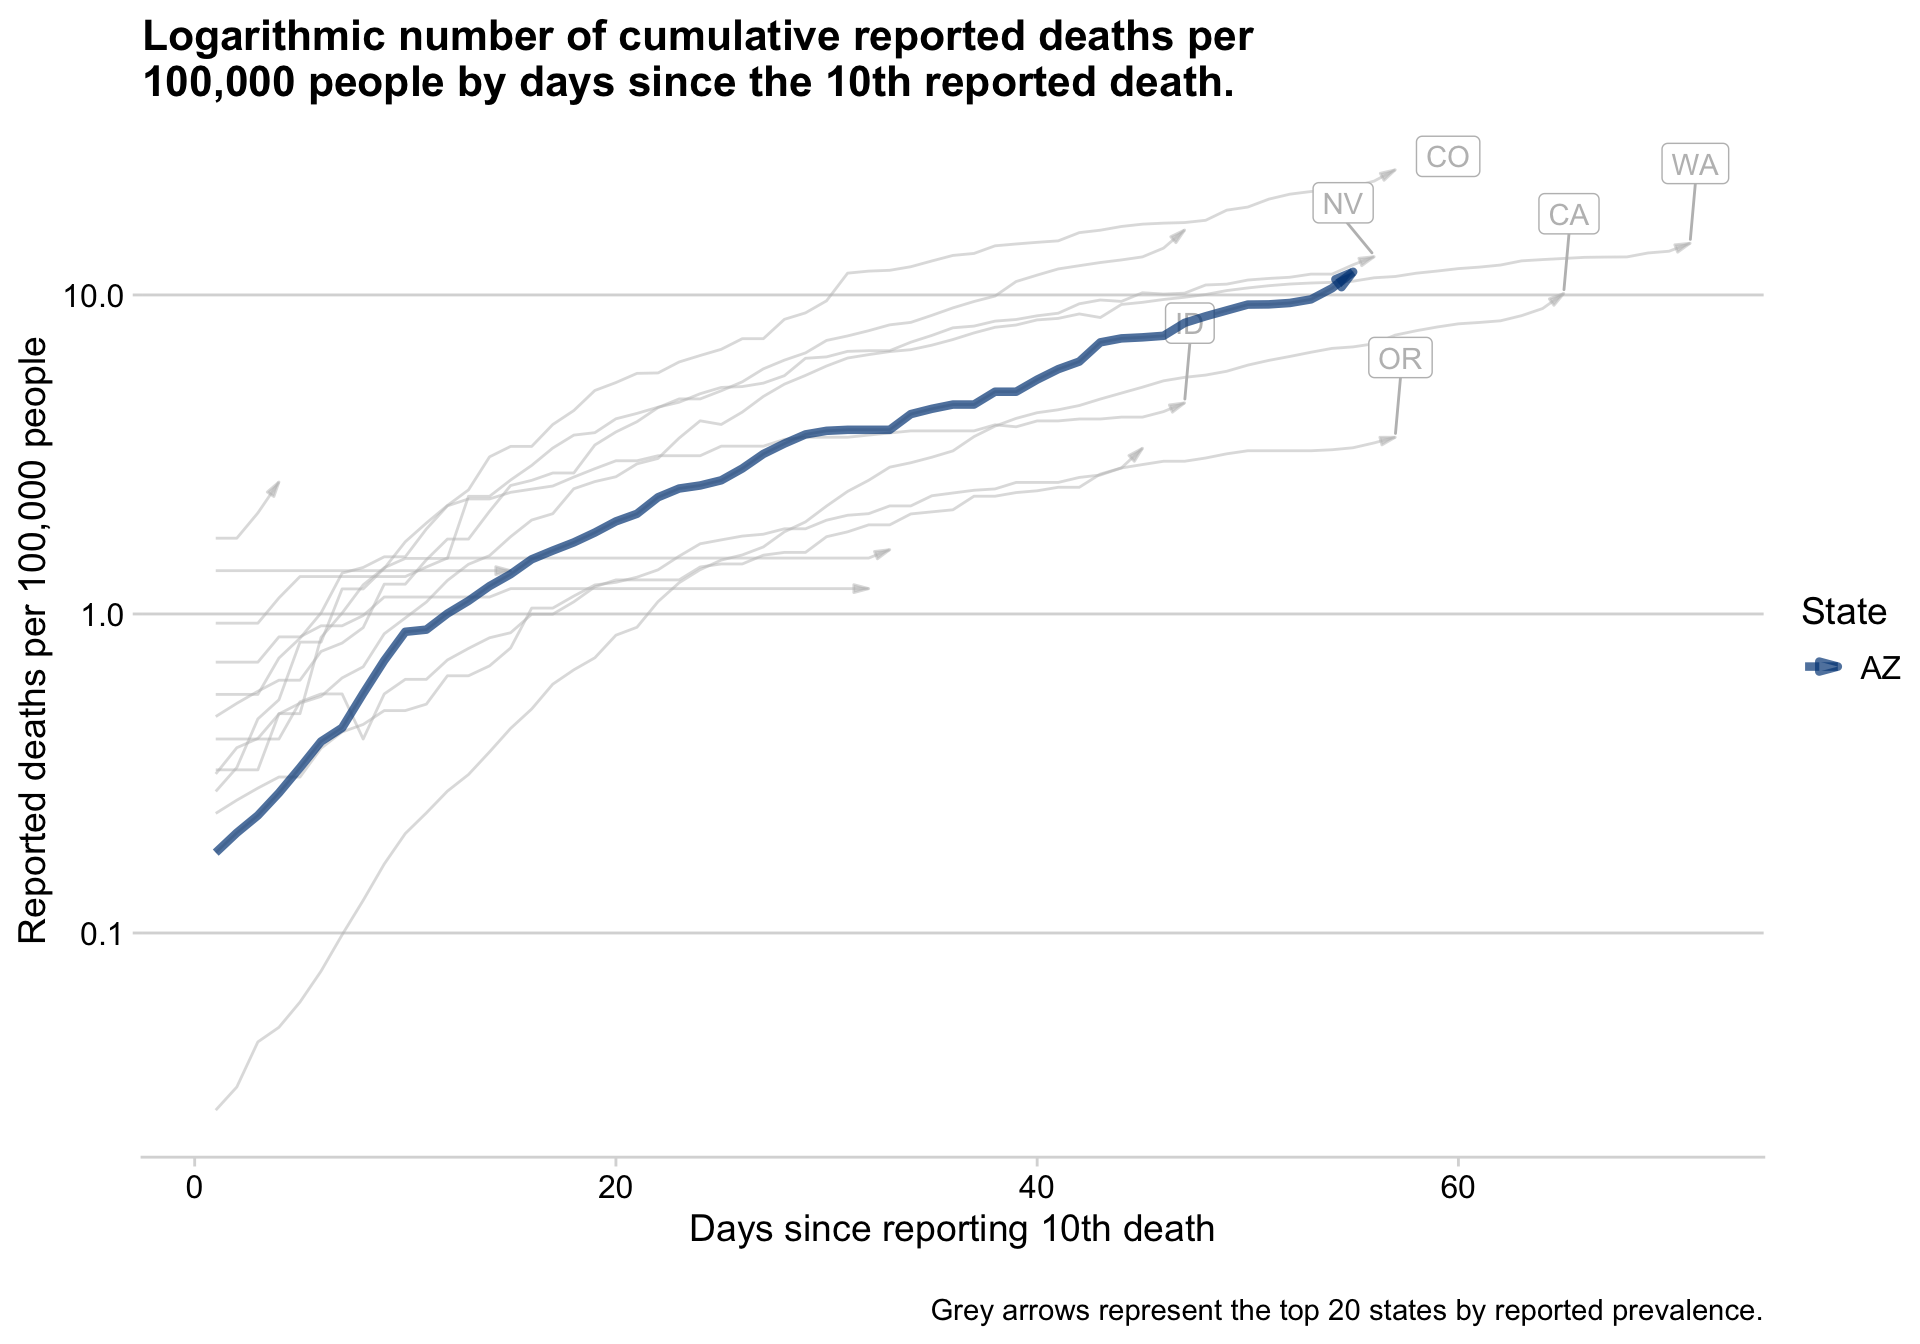 Logarithmic number of cumulative reported deaths per
100,000 people by days since the 10th reported death.
CO
WA
NV
CA
10.0
ID
OR
Reported deaths per 100,000 people
1.0
State
AZ
0.1
0
20
40
60
Days since reporting 10th death
Grey arrows represent the top 20 states by reported prevalence.